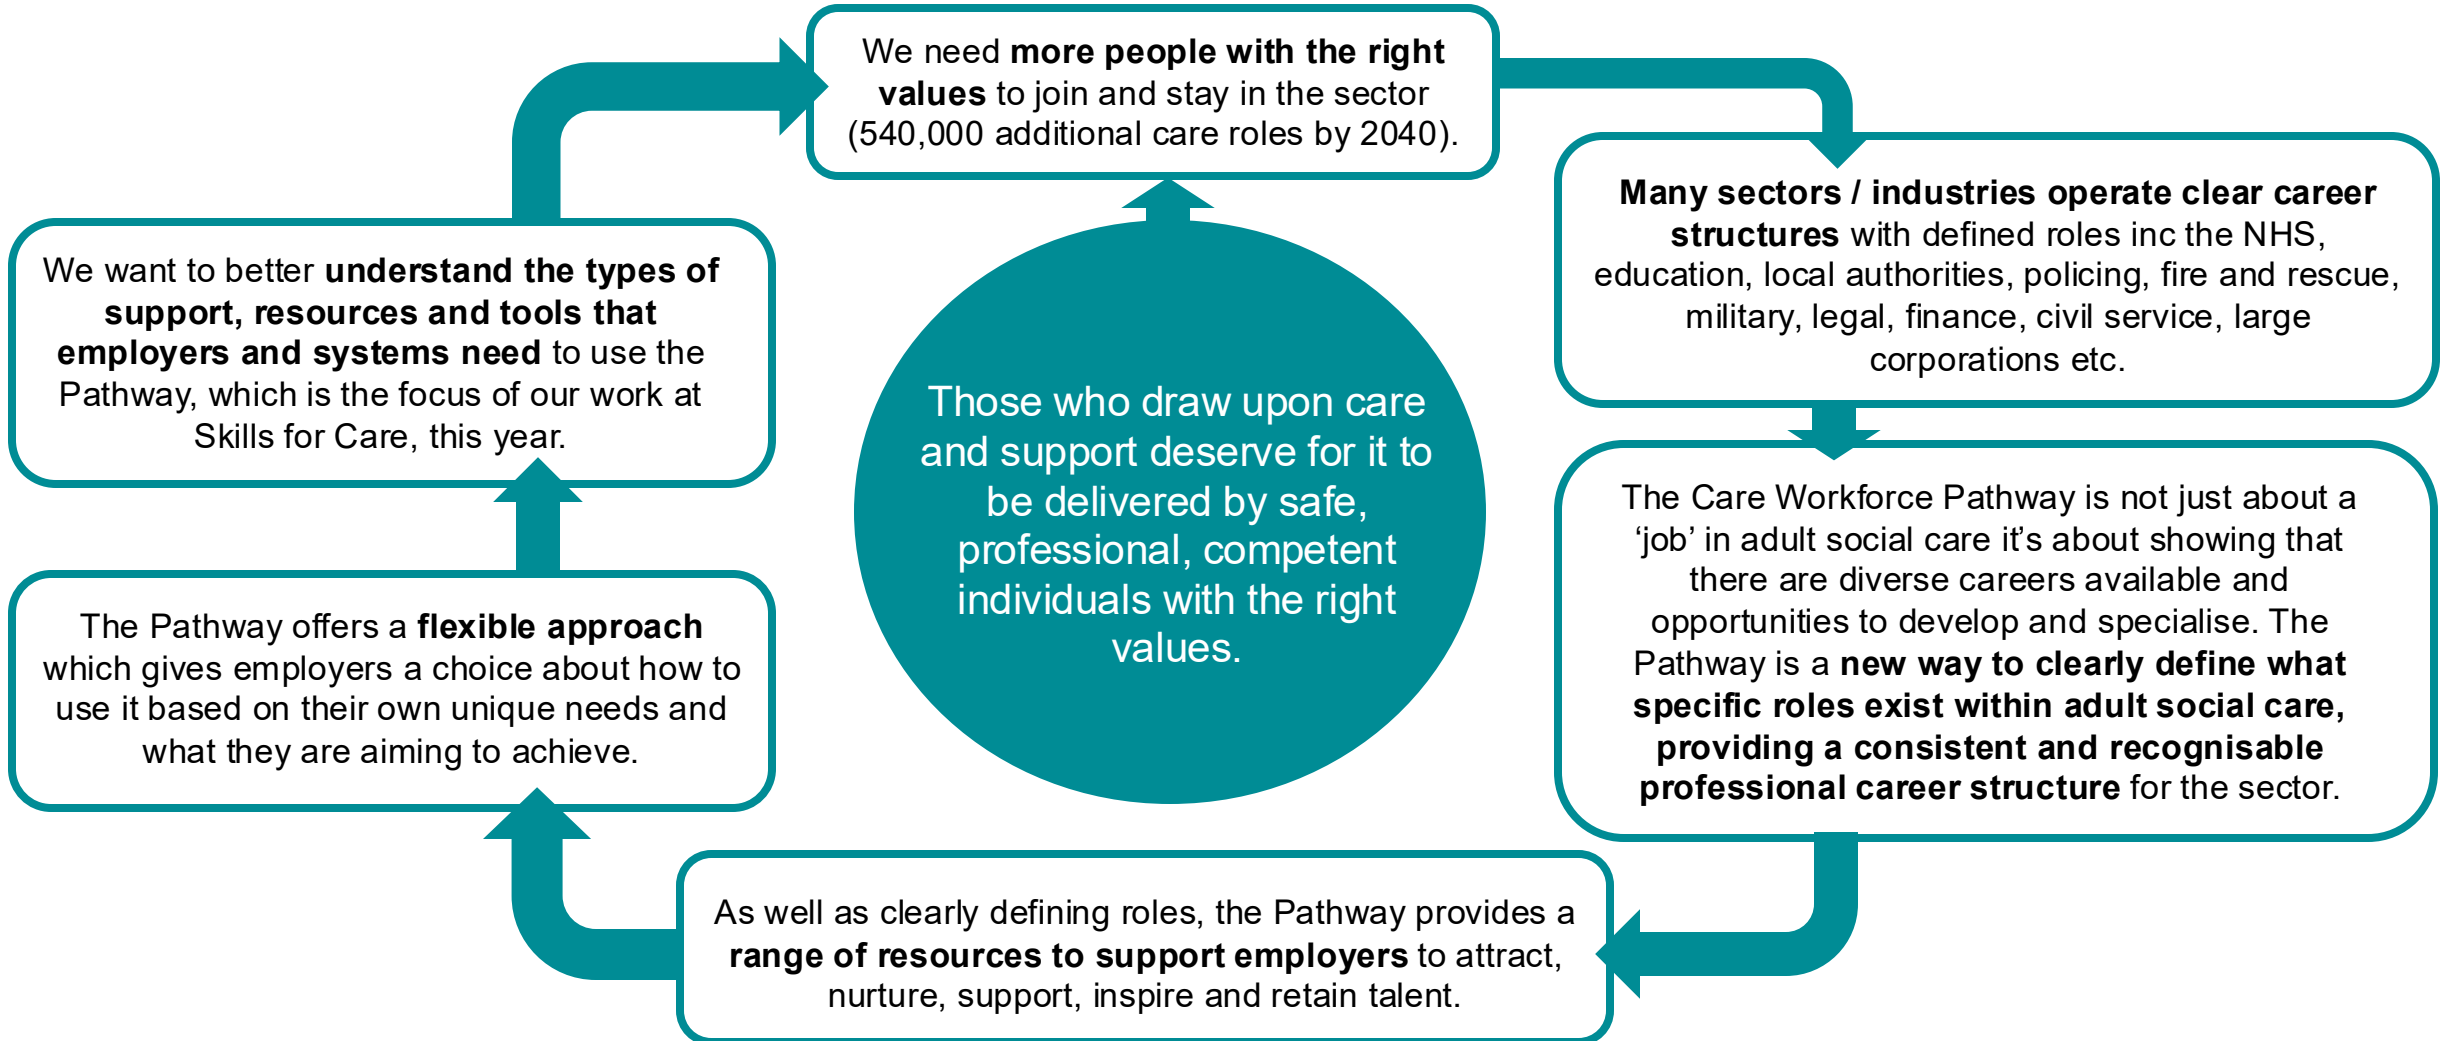 We need more people with the right
values to join and stay in the sector
(540,000 additional care roles by 2040).
Many sectors / industries operate clear career
structures with defined roles inc the NHS,
education, local authorities, policing, fire and rescue,
military, legal, finance, civil service, large
corporations etc.
The Care Workforce Pathway is not just about a
‘job’ in adult social care it’s about showing that
there are diverse careers available and
opportunities to develop and specialise. The
Pathway is a new way to clearly define what
specific roles exist within adult social care,
providing a consistent and recognisable
professional career structure for the sector.
As well as clearly defining roles, the Pathway provides a
range of resources to support employers to attract,
nurture, support, inspire and retain talent.
The Pathway offers a flexible approach
which gives employers a choice about how to
use it based on their own unique needs and
what they are aiming to achieve.
We want to better understand the types of
support, resources and tools that
employers and systems need to use the
Pathway, which is the focus of our work at
Skills for Care, this year.
Those who draw upon care
and support deserve for it to
be delivered by safe,
professional, competent
individuals with the right
values.